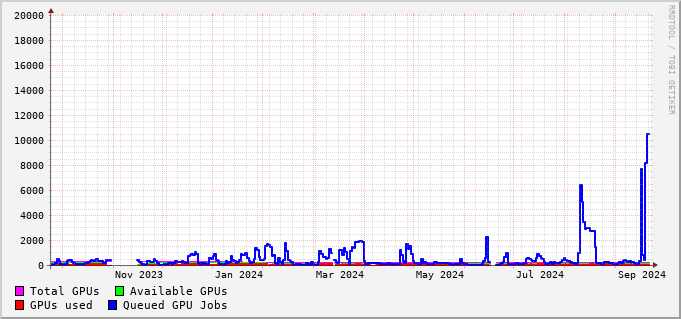 20000
18000
16000
14000
12000
10000
8000
6000
4000
2000
0
Nov 2023 Jan 2024 Mar 2024 May 2024 Jul 2024 Sep 2024
Total GPUs Available GPUs
GPUs used Queued GPU Jobs
RRDTOOL / TOBI OETIKER